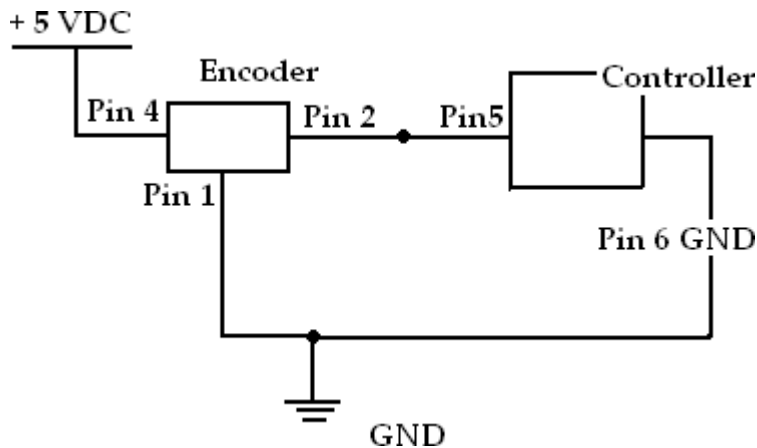 + 5 VDC
Encoder
Controller
Pin 4
Pin 2
Pin5
Pin 1
Pin 6 GND
GND